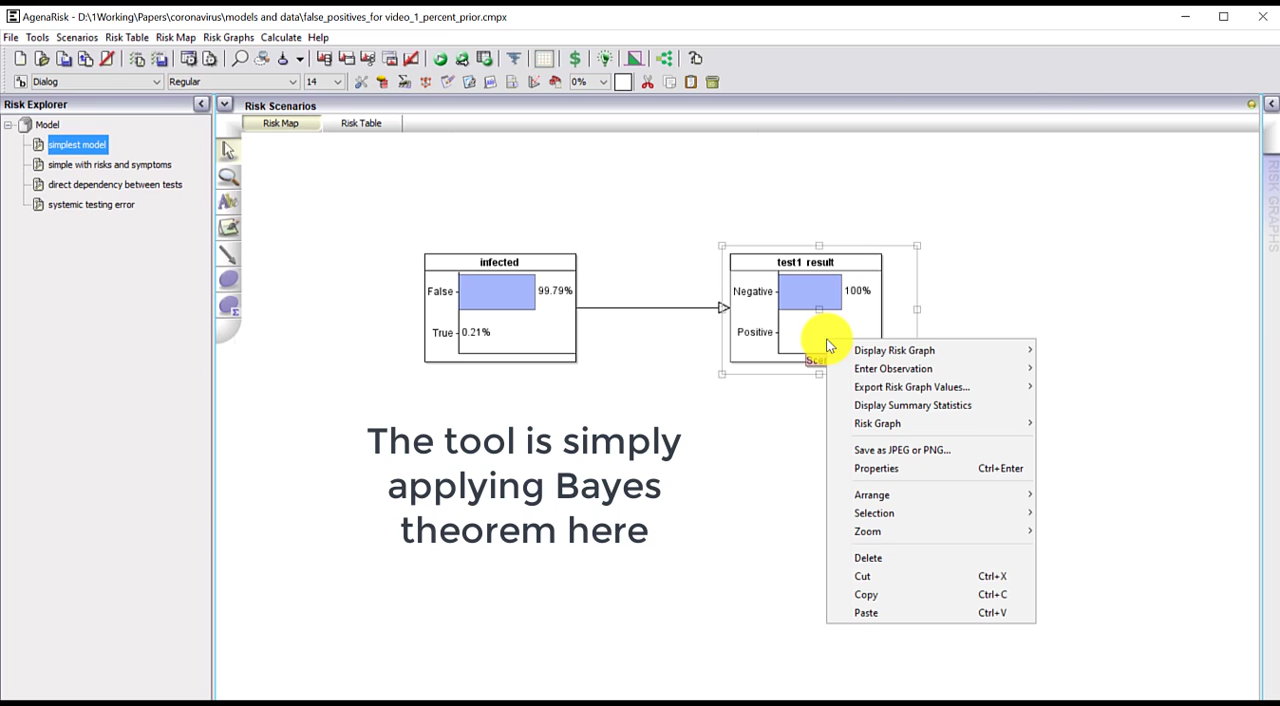 AgenaRisk - D:\1Working\Papers\coronavirus\models and data\false_positives_for video_1_percent_prior.cmpx
File Tools Scenarios Risk Table Risk Map Risk Graphs Calculate Help
Dialog Regular 14 0%
Risk Explorer
Risk Scenarios
Model
Risk Map Risk Table
simplest model
simple with risks and symptoms
direct dependency between tests
systemic testing error
RISK GRAPHS
infected
False 99.79%
True 0.21%
test1 result
Negative 100%
Positive
Display Risk Graph
Enter Observation
Export Risk Graph Values...
Display Summary Statistics
Risk Graph
Save as JPEG or PNG...
Properties Ctrl+Enter
Arrange
Selection
Zoom
Delete
Cut Ctrl+X
Copy Ctrl+C
Paste Ctrl+V
The tool is simply
applying Bayes
theorem here